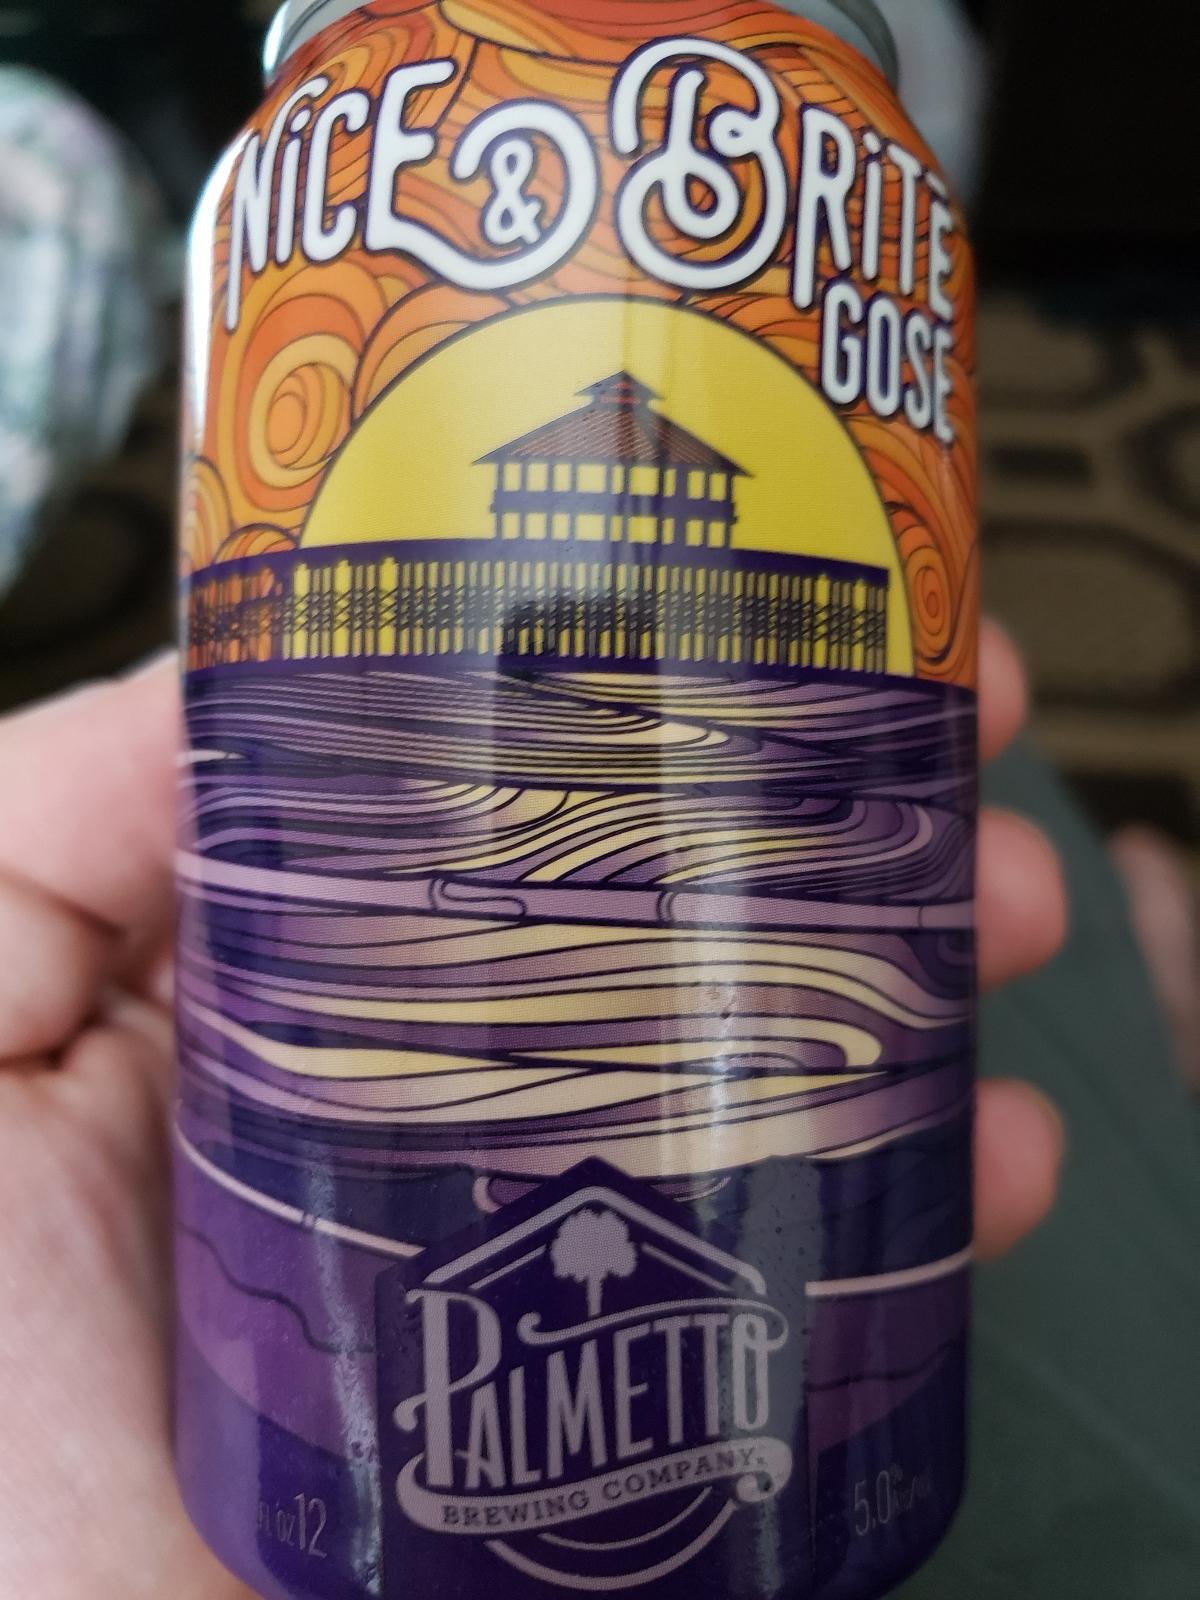 NiCE & BRiTE
GOSE
PALMETTO
BREWING COMPANY
FL OZ 12
5.0%